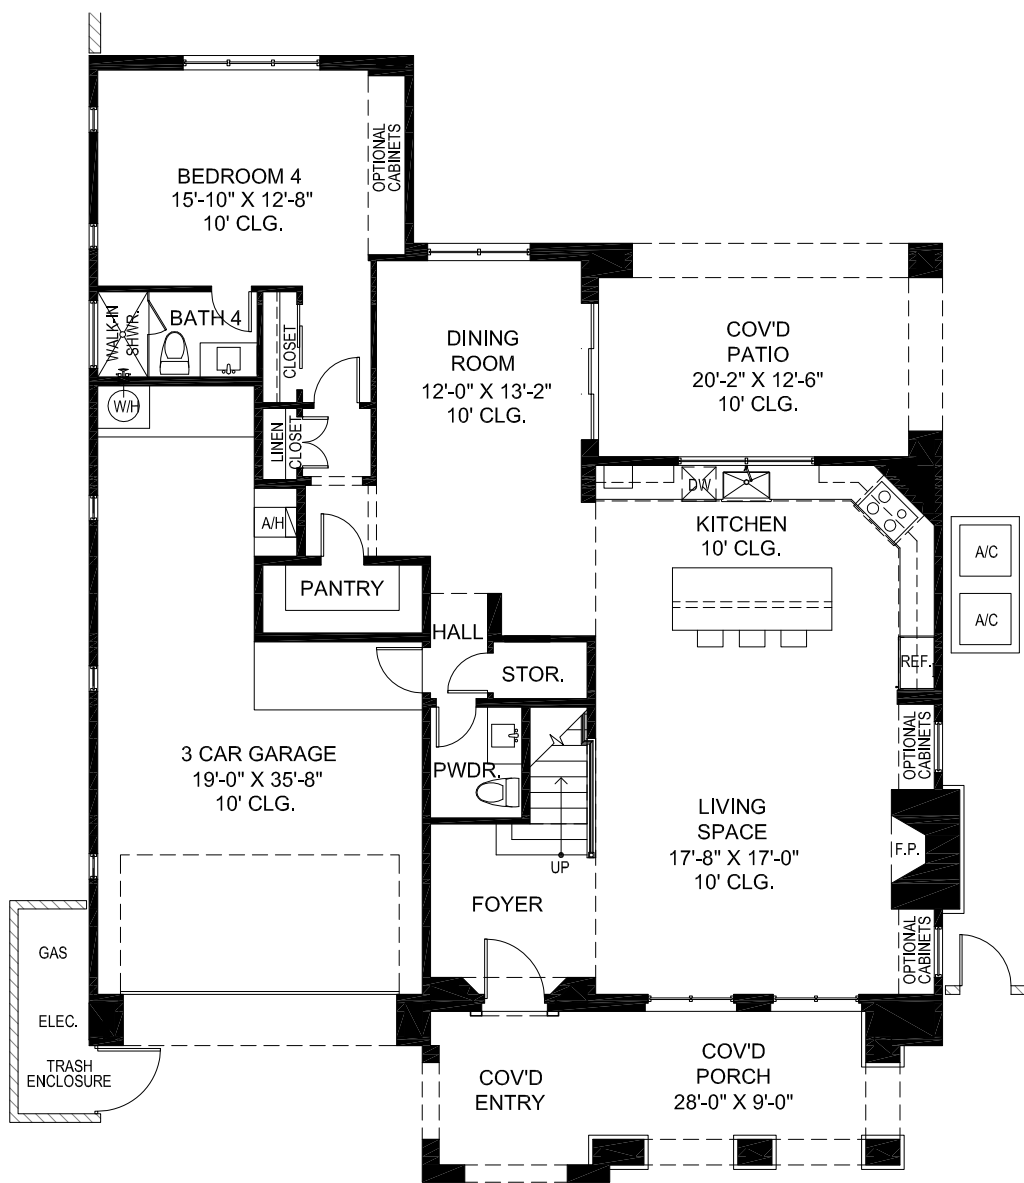 BEDROOM 4
15'-10" X 12'-8"
10' CLG.
OPTIONAL
CABINETS
WALK-IN
SHWR.
BATH 4
CLOSET
DINING
ROOM
12'-0" X 13'-2"
10' CLG.
COV'D
PATIO
20'-2" X 12'-6"
10' CLG.
W/H
LINEN
CLOSET
A/H
DW
KITCHEN
10' CLG.
A/C
A/C
PANTRY
HALL
STOR.
REF.
3 CAR GARAGE
19'-0" X 35'-8"
10' CLG.
PWDR.
UP
OPTIONAL
CABINETS
LIVING
SPACE
17'-8" X 17'-0"
10' CLG.
F.P.
FOYER
OPTIONAL
CABINETS
GAS
ELEC.
TRASH
ENCLOSURE
COV'D
ENTRY
COV'D
PORCH
28'-0" X 9'-0"